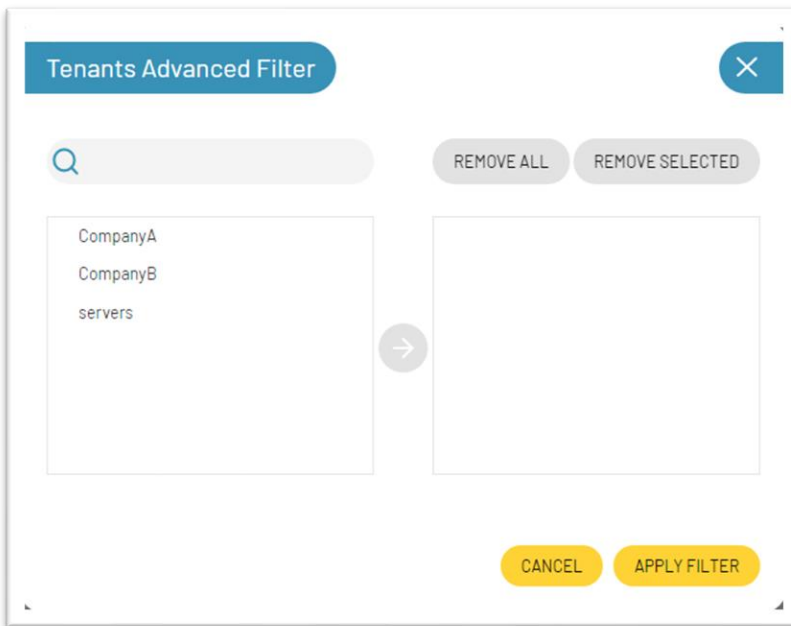 Tenants Advanced Filter
REMOVE ALL REMOVE SELECTED
CompanyA
CompanyB
servers
CANCEL APPLY FILTER